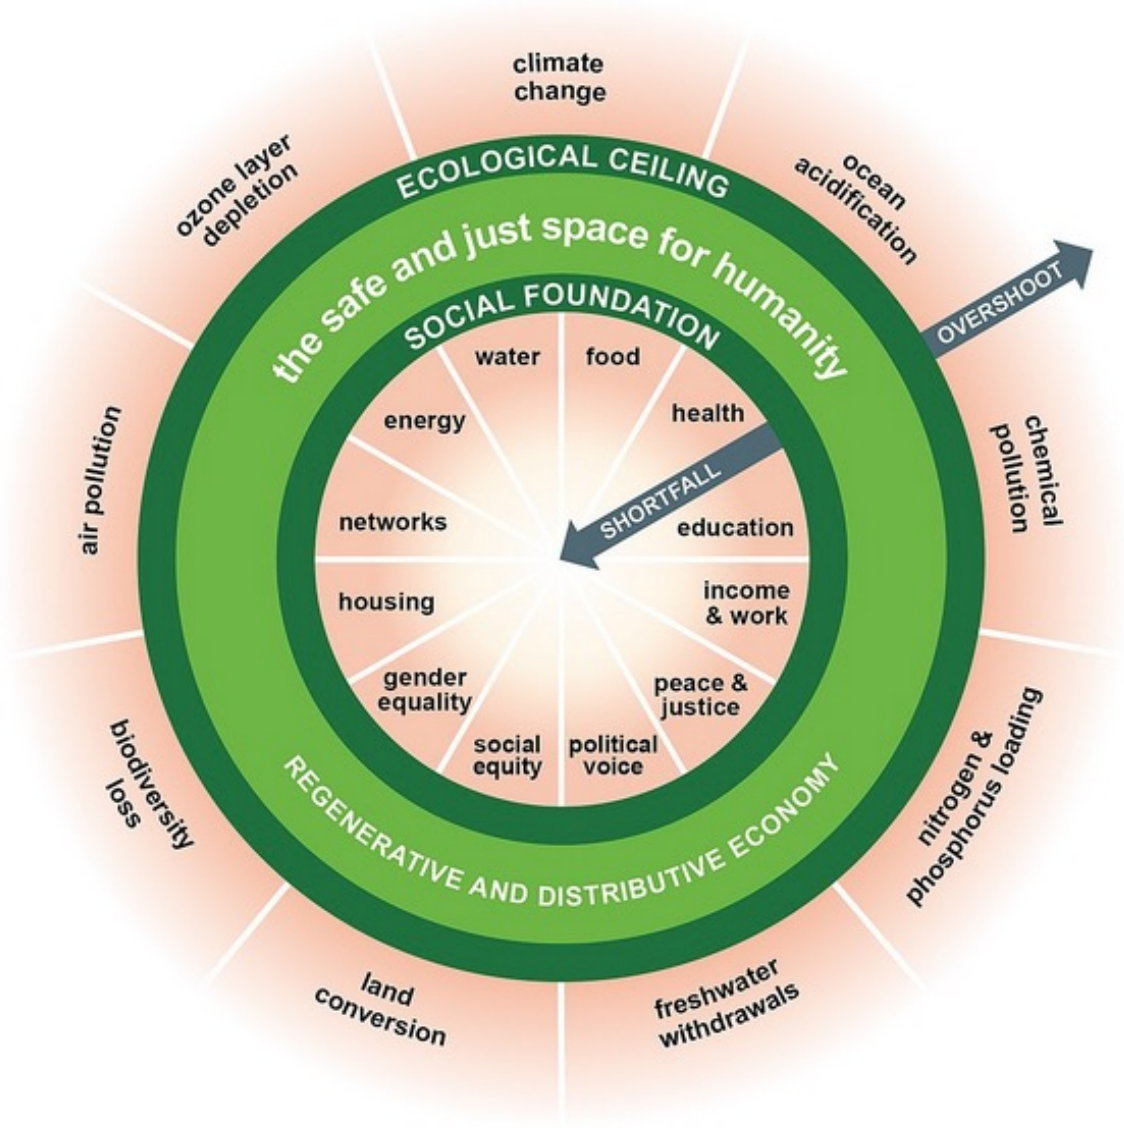 climate
change
ozone layer
depletion
ocean
acidification
ECOLOGICAL CEILING
the safe and just space for humanity
OVERSHOOT
SOCIAL FOUNDATION
water
food
energy
health
SHORTFALL
air pollution
chemical
pollution
networks
education
housing
income
& work
gender
equality
peace &
justice
social
equity
political
voice
biodiversity
loss
nitrogen &
phosphorus loading
REGENERATIVE AND DISTRIBUTIVE ECONOMY
land
conversion
freshwater
withdrawals